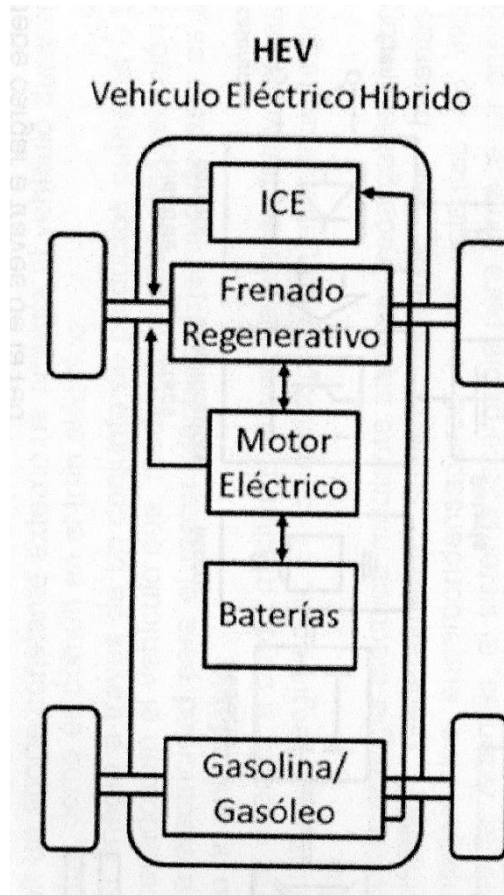 HEV
Vehículo Eléctrico Híbrido
ICE
Frenado
Regenerativo
Motor
Eléctrico
Baterías
Gasolina/
Gasóleo